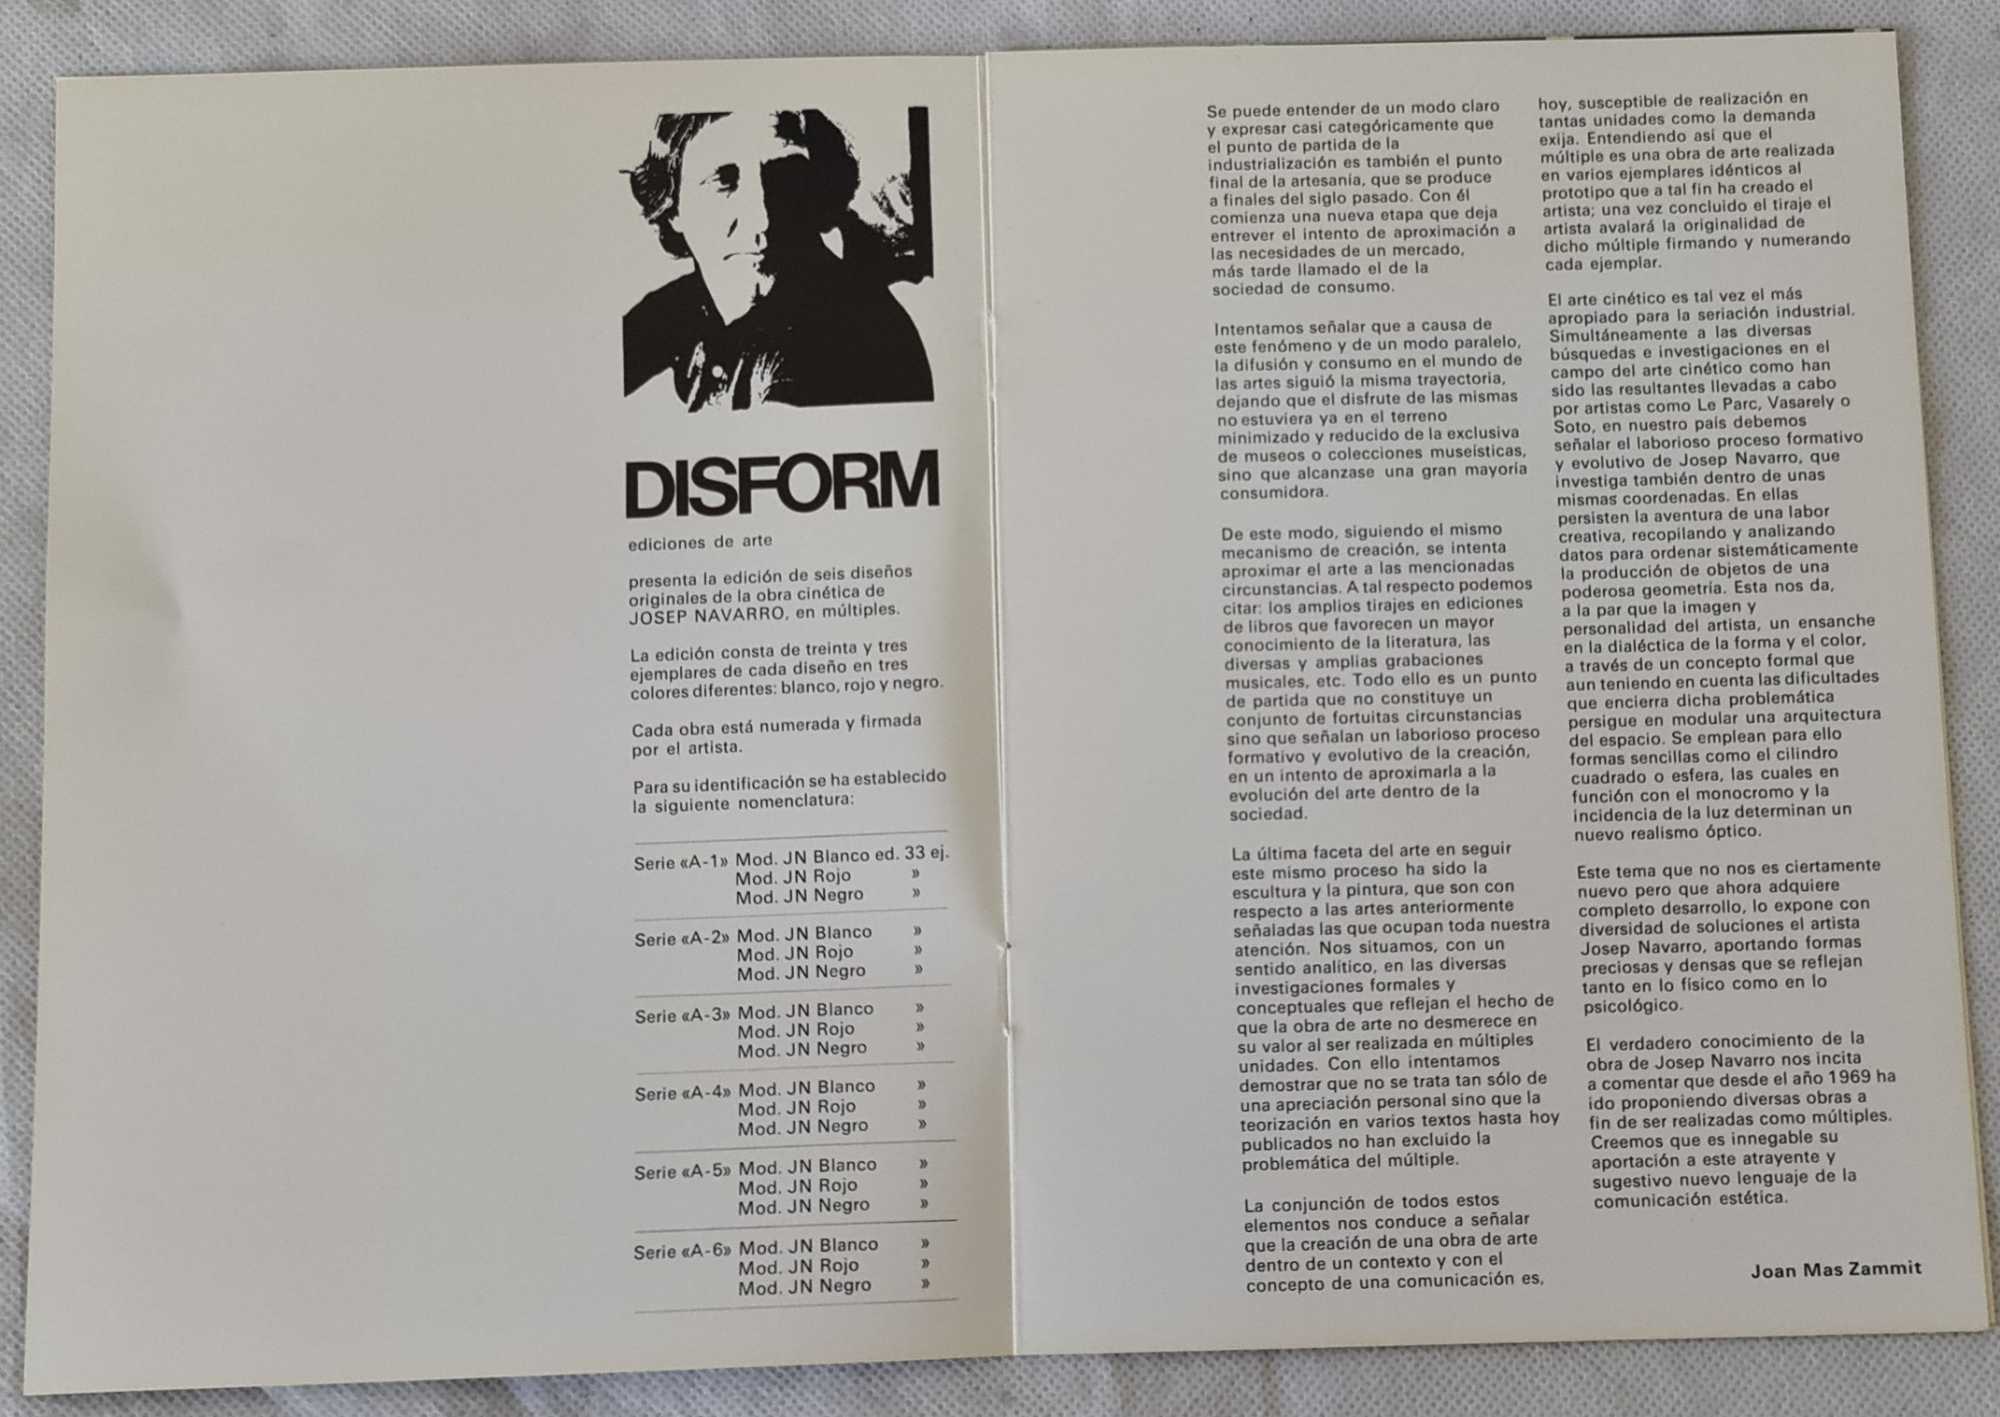 DISFORM
ediciones de arte
presenta la edición de seis diseños
originales de la obra cinética de
JOSEP NAVARRO, en múltiples.
La edición consta de treinta y tres
ejemplares de cada diseño en tres
colores diferentes: blanco, rojo y negro.
Cada obra está numerada y firmada
por el artista.
Para su identificación se ha establecido
la siguiente nomenclatura:
Serie «A-1» Mod. JN Blanco ed. 33 ej.
Mod. JN Rojo »
Mod. JN Negro »
Serie «A-2» Mod. JN Blanco »
Mod. JN Rojo »
Mod. JN Negro »
Serie «A-3» Mod. JN Blanco »
Mod. JN Rojo »
Mod. JN Negro »
Serie «A-4» Mod. JN Blanco »
Mod. JN Rojo »
Mod. JN Negro »
Serie «A-5» Mod. JN Blanco »
Mod. JN Rojo »
Mod. JN Negro »
Serie «A-6» Mod. JN Blanco »
Mod. JN Rojo »
Mod. JN Negro »
Se puede entender de un modo claro
y expresar casi categóricamente que
el punto de partida de la
industrialización es también el punto
final de la artesanía, que se produce
a finales del siglo pasado. Con él
comienza una nueva etapa que deja
entrever el intento de aproximación a
las necesidades de un mercado,
más tarde llamado el de la
sociedad de consumo.
Intentamos señalar que a causa de
este fenómeno y de un modo paralelo,
la difusión y consumo en el mundo de
las artes siguió la misma trayectoria,
dejando que el disfrute de las mismas
no estuviera ya en el terreno
minimizado y reducido de la exclusiva
de museos o colecciones museísticas,
sino que alcanzase una gran mayoría
consumidora.
De este modo, siguiendo el mismo
mecanismo de creación, se intenta
aproximar el arte a las mencionadas
circunstancias. A tal respecto podemos
citar: los amplios tirajes en ediciones
de libros que favorecen un mayor
conocimiento de la literatura, las
diversas y amplias grabaciones
musicales, etc. Todo ello es un punto
de partida que no constituye un
conjunto de fortuitas circunstancias
sino que señalan un laborioso proceso
formativo y evolutivo de la creación,
en un intento de aproximarla a la
evolución del arte dentro de la
sociedad.
La última faceta del arte en seguir
este mismo proceso ha sido la
escultura y la pintura, que son con
respecto a las artes anteriormente
señaladas las que ocupan toda nuestra
atención. Nos situamos, con un
sentido analítico, en las diversas
investigaciones formales y
conceptuales que reflejan el hecho de
que la obra de arte no desmerece en
su valor al ser realizada en múltiples
unidades. Con ello intentamos
demostrar que no se trata tan sólo de
una apreciación personal sino que la
teorización en varios textos hasta hoy
publicados no han excluido la
problemática del múltiple.
La conjunción de todos estos
elementos nos conduce a señalar
que la creación de una obra de arte
dentro de un contexto y con el
concepto de una comunicación es,
hoy, susceptible de realización en
tantas unidades como la demanda
exija. Entendiendo así que el
múltiple es una obra de arte realizada
en varios ejemplares idénticos al
prototipo que a tal fin ha creado el
artista; una vez concluido el tiraje el
artista avalará la originalidad de
dicho múltiple firmando y numerando
cada ejemplar.
El arte cinético es tal vez el más
apropiado para la seriación industrial.
Simultáneamente a las diversas
búsquedas e investigaciones en el
campo del arte cinético como han
sido las resultantes llevadas a cabo
por artistas como Le Parc, Vasarely o
Soto, en nuestro país debemos
señalar el laborioso proceso formativo
y evolutivo de Josep Navarro, que
investiga también dentro de unas
mismas coordenadas. En ellas
persisten la aventura de una labor
creativa, recopilando y analizando
datos para ordenar sistemáticamente
la producción de objetos de una
poderosa geometría. Esta nos da,
a la par que la imagen y
personalidad del artista, un ensanche
en la dialéctica de la forma y el color,
a través de un concepto formal que
aun teniendo en cuenta las dificultades
que encierra dicha problemática
persigue en modular una arquitectura
del espacio. Se emplean para ello
formas sencillas como el cilindro
cuadrado o esfera, las cuales en
función con el monocromo y la
incidencia de la luz determinan un
nuevo realismo óptico.
Este tema que no nos es ciertamente
nuevo pero que ahora adquiere
completo desarrollo, lo expone con
diversidad de soluciones el artista
Josep Navarro, aportando formas
preciosas y densas que se reflejan
tanto en lo físico como en lo
psicológico.
El verdadero conocimiento de la
obra de Josep Navarro nos incita
a comentar que desde el año 1969 ha
ido proponiendo diversas obras a
fin de ser realizadas como múltiples.
Creemos que es innegable su
aportación a este atrayente y
sugestivo nuevo lenguaje de la
comunicación estética.
Joan Mas Zammit